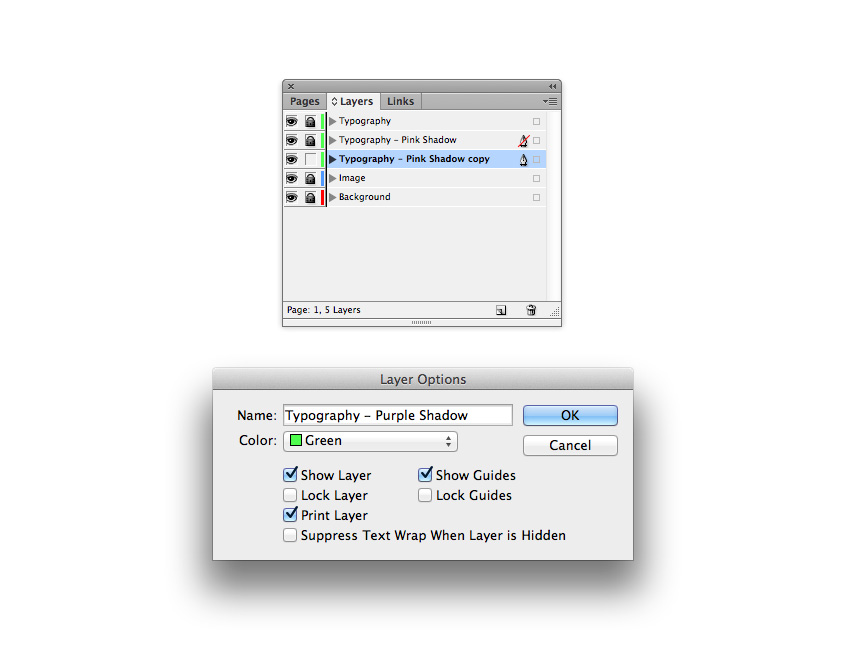 Pages Layers Links
Typography
Typography - Pink Shadow
Typography - Pink Shadow copy
Image
Background
Page: 1, 5 Layers
Layer Options
Name: Typography - Purple Shadow OK
Color: Green Cancel
Show Layer Show Guides
Lock Layer Lock Guides
Print Layer
Suppress Text Wrap When Layer is Hidden